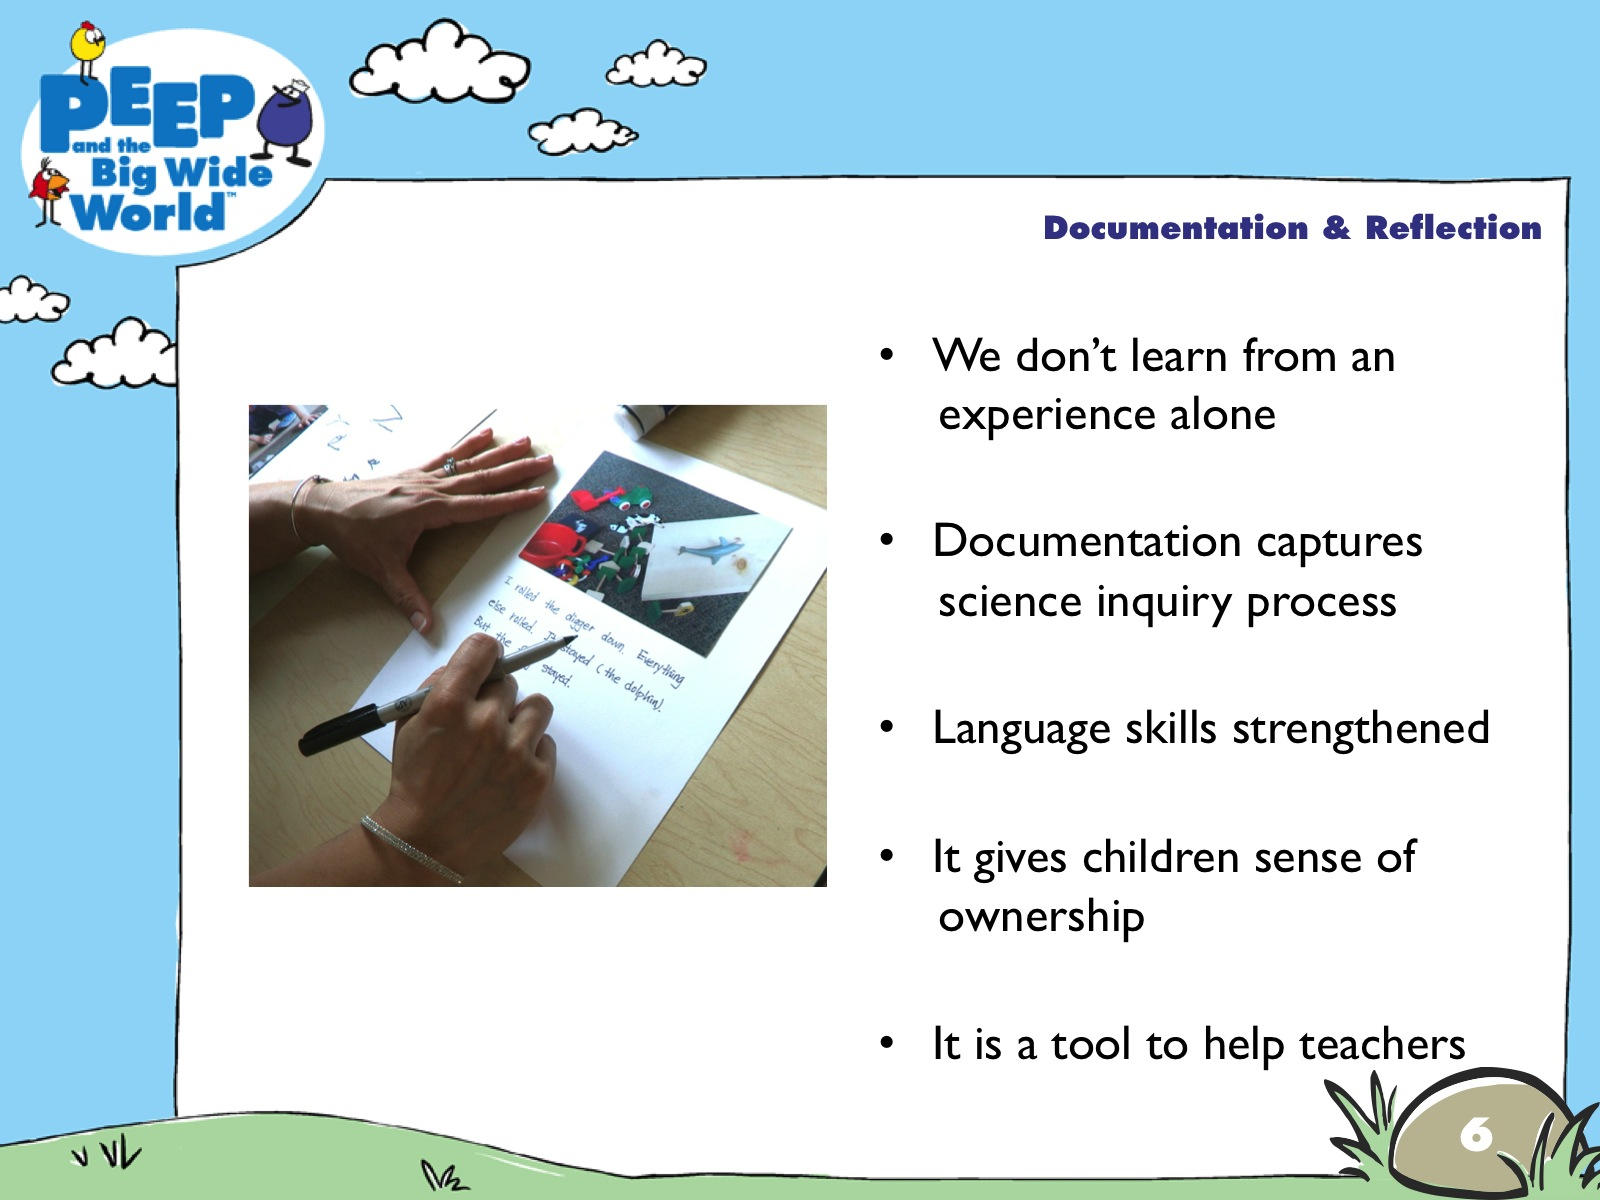 PEEP
and the
Big Wide
World™
Documentation & Reflection
• We don’t learn from an
experience alone
• Documentation captures
science inquiry process
• Language skills strengthened
• It gives children sense of
ownership
• It is a tool to help teachers
I rolled the digger down. Everything
else rolled. It stayed (the dolphin).
But the stayed.
6